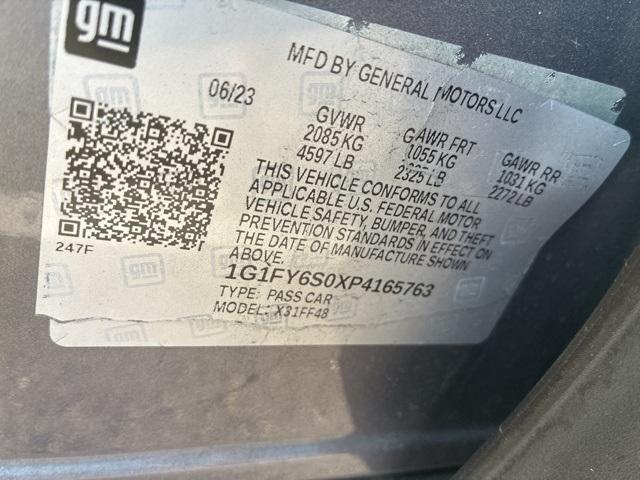 gm
MFD BY GENERAL MOTORS LLC
06/23
GVWR GAWR FRT GAWR RR
2085 KG 1055 KG 1031 KG
4597 LB 2325 LB 2272 LB
THIS VEHICLE CONFORMS TO ALL
APPLICABLE U.S. FEDERAL MOTOR
VEHICLE SAFETY, BUMPER, AND THEFT
PREVENTION STANDARDS IN EFFECT ON
THE DATE OF MANUFACTURE SHOWN
ABOVE.
247F
1G1FY6S0XP4165763
TYPE: PASS CAR
MODEL: X31FF48